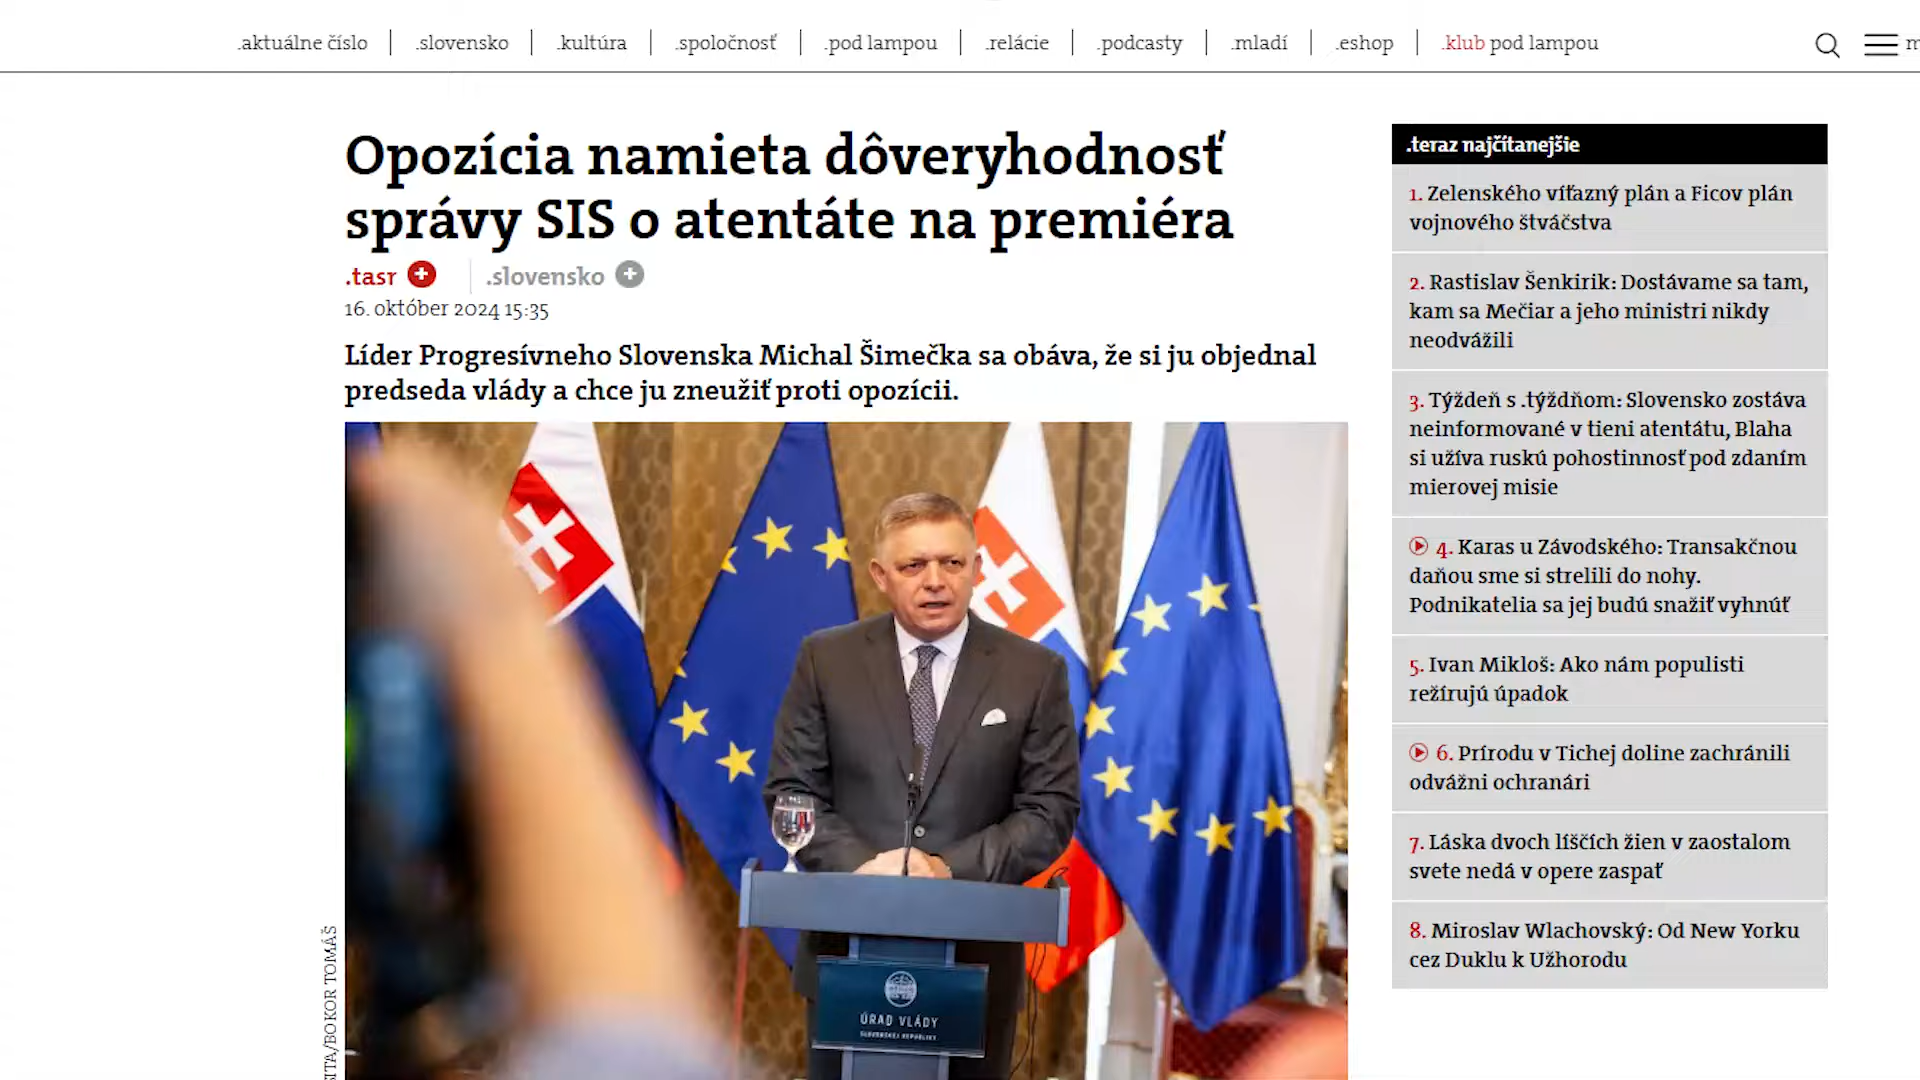 .aktuálne číslo
.slovensko
.kultúra
.spoločnosť
.pod lampou
.relácie
.podcasty
.mladí
.eshop
.klub pod lampou
Opozícia namieta dôveryhodnosť
správy SIS o atentáte na premiéra
.tasr
.slovensko
16. október 2024 15:35
Líder Progresívneho Slovenska Michal Šimečka sa obáva, že si ju objednal
predseda vlády a chce ju zneužiť proti opozícii.
ÚRAD VLÁDY
SLOVENSKEJ REPUBLIKY
SITA/BOKOR TOMÁŠ
.teraz najčítanejšie
1. Zelenského víťazný plán a Ficov plán
vojnového štváčstva
2. Rastislav Šenkirik: Dostávame sa tam,
kam sa Mečiar a jeho ministri nikdy
neodvážili
3. Týždeň s .týždňom: Slovensko zostáva
neinformované v tieni atentátu, Blaha
si užíva ruskú pohostinnosť pod zdaním
mierovej misie
4. Karas u Závodského: Transakčnou
daňou sme si strelili do nohy.
Podnikatelia sa jej budú snažiť vyhnúť
5. Ivan Mikloš: Ako nám populisti
režírujú úpadok
6. Prírodu v Tichej doline zachránili
odvážni ochranári
7. Láska dvoch líščích žien v zaostalom
svete nedá v opere zaspať
8. Miroslav Wlachovský: Od New Yorku
cez Duklu k Užhorodu